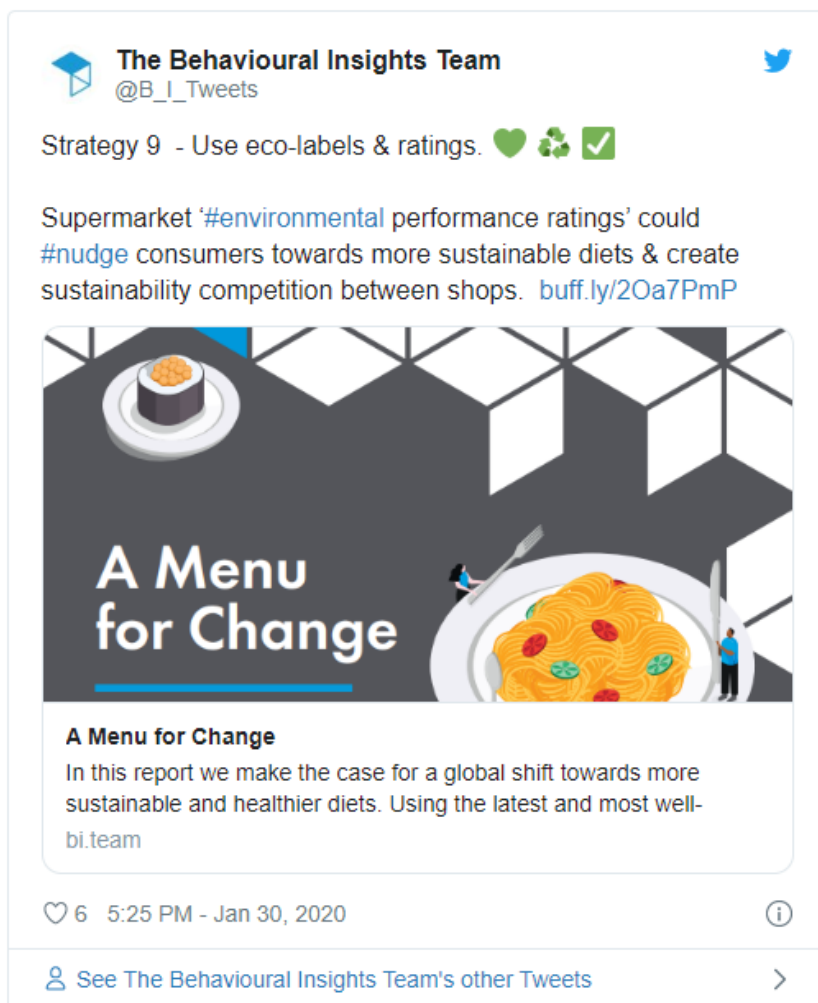 The Behavioural Insights Team
@B_I_Tweets
Strategy 9 - Use eco-labels & ratings. 💚 ♻️ ✅
Supermarket ‘#environmental performance ratings’ could
#nudge consumers towards more sustainable diets & create
sustainability competition between shops. buff.ly/2Oa7PmP
A Menu
for Change
A Menu for Change
In this report we make the case for a global shift towards more
sustainable and healthier diets. Using the latest and most well-
bi.team
6 5:25 PM - Jan 30, 2020
See The Behavioural Insights Team's other Tweets